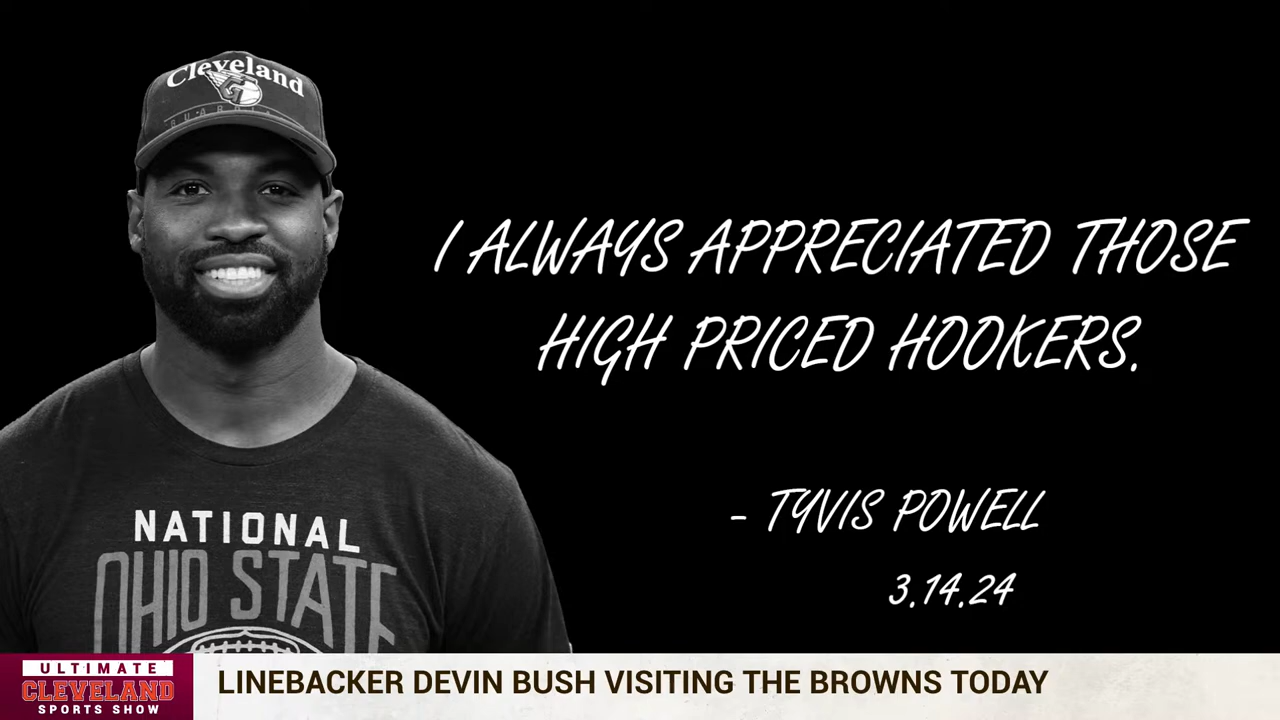 Cleveland
G
GUARDIA
I ALWAYS APPRECIATED THOSE
HIGH PRICED HOOKERS.
- TYVIS POWELL
3.14.24
NATIONAL
OHIO STATE
ULTIMATE
CLEVELAND
SPORTS SHOW
LINEBACKER DEVIN BUSH VISITING THE BROWNS TODAY